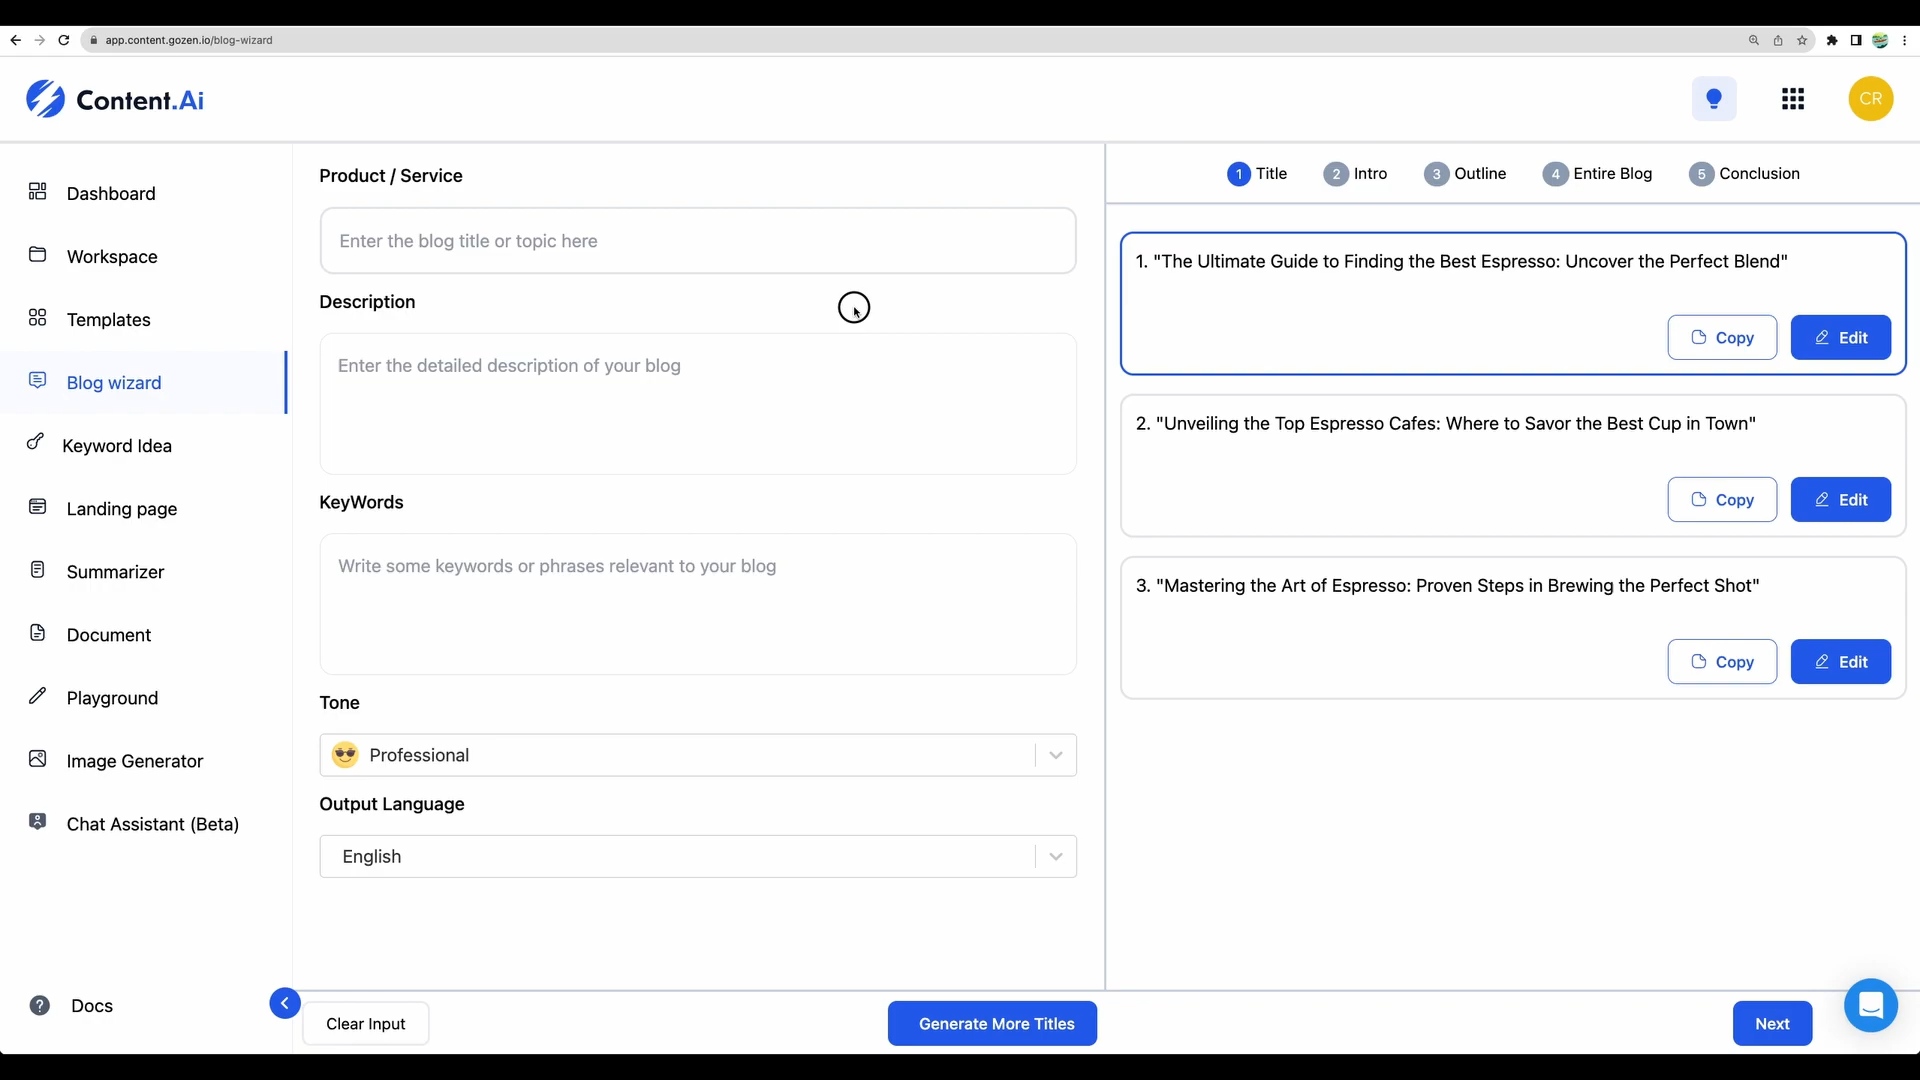 app.content.gozen.io/blog-wizard
Content.Ai
CR
Dashboard
Workspace
Templates
Blog wizard
Keyword Idea
Landing page
Summarizer
Document
Playground
Image Generator
Chat Assistant (Beta)
Docs
Product / Service
Enter the blog title or topic here
Description
Enter the detailed description of your blog
KeyWords
Write some keywords or phrases relevant to your blog
Tone
Professional
Output Language
English
Clear Input
Generate More Titles
1 Title 2 Intro 3 Outline 4 Entire Blog 5 Conclusion
1. "The Ultimate Guide to Finding the Best Espresso: Uncover the Perfect Blend"
Copy Edit
2. "Unveiling the Top Espresso Cafes: Where to Savor the Best Cup in Town"
Copy Edit
3. "Mastering the Art of Espresso: Proven Steps in Brewing the Perfect Shot"
Copy Edit
Next